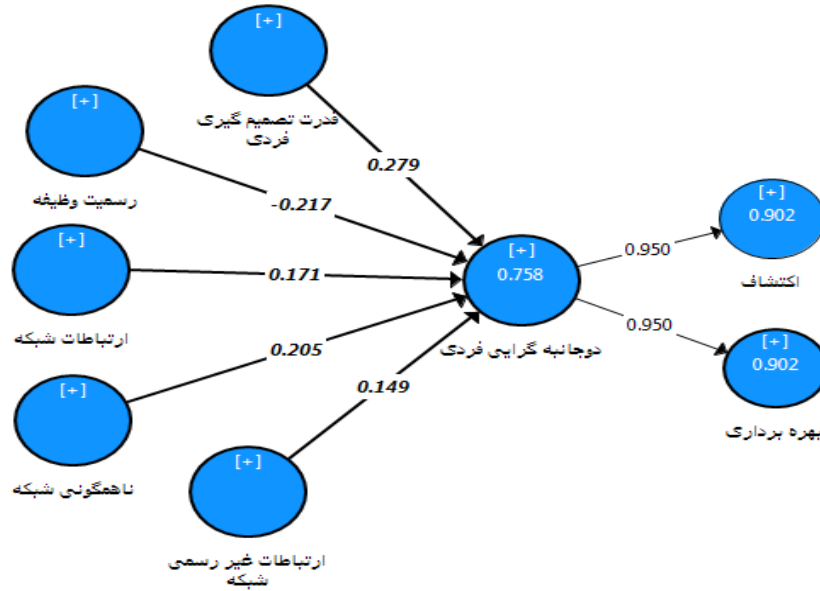 [+]
قدرت تصمیم گیری
فردی
[+]
رسمیت وظیفه
[+]
ارتباطات شبکه
[+]
ناهمگونی شبکه
[+]
ارتباطات غیر رسمی
شبکه
0.279
-0.217
0.171
0.205
0.149
[+]
0.758
دوجانبه گرایی فردی
0.950
0.950
[+]
0.902
اکتشاف
[+]
0.902
بهره برداری